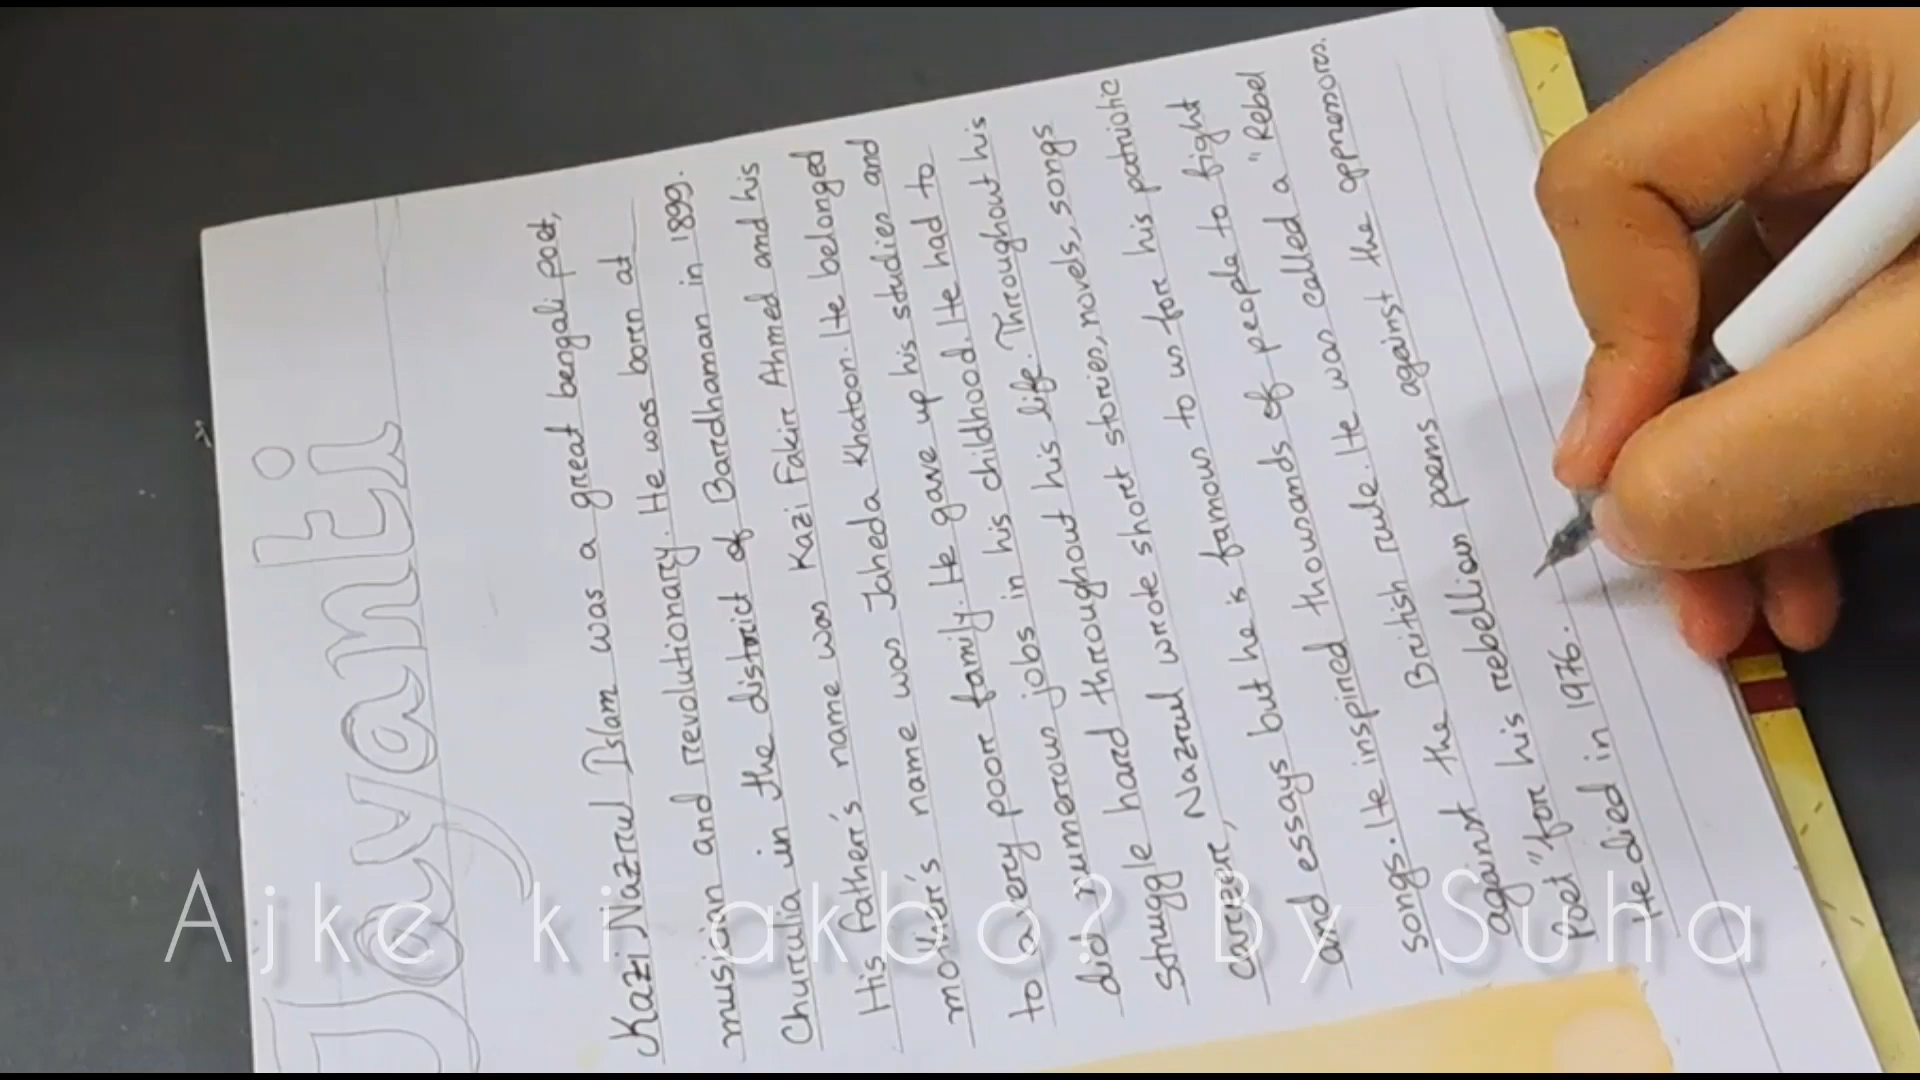 Jayanti
Kazi Nazrul Islam was a great bengali poet,
musician and revolutionary. He was born at
Churulia in the district of Bardhaman in 1899.
His father's name was Kazi Fakir Ahmed and his
mother's name was Jaheda Khatoon. He belonged
to a very poor family. He gave up his studies and
did numerous jobs in his childhood. He had to
struggle hard throughout his life. Throughout his
career, Nazrul wrote short stories, novels, songs
and essays but he is famous to us for his patriotic
songs. He inspired thousands of people to fight
against the British rule. He was called a "Rebel
Poet" for his rebellious poems against the oppressors.
He died in 1976.
Ajke ki akbo? By Suha